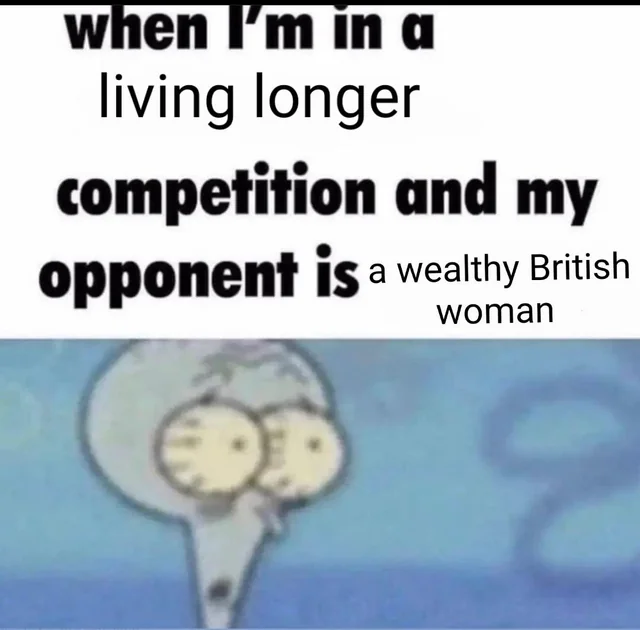 when I'm in a
living longer
competition and my
opponent is a wealthy British
woman